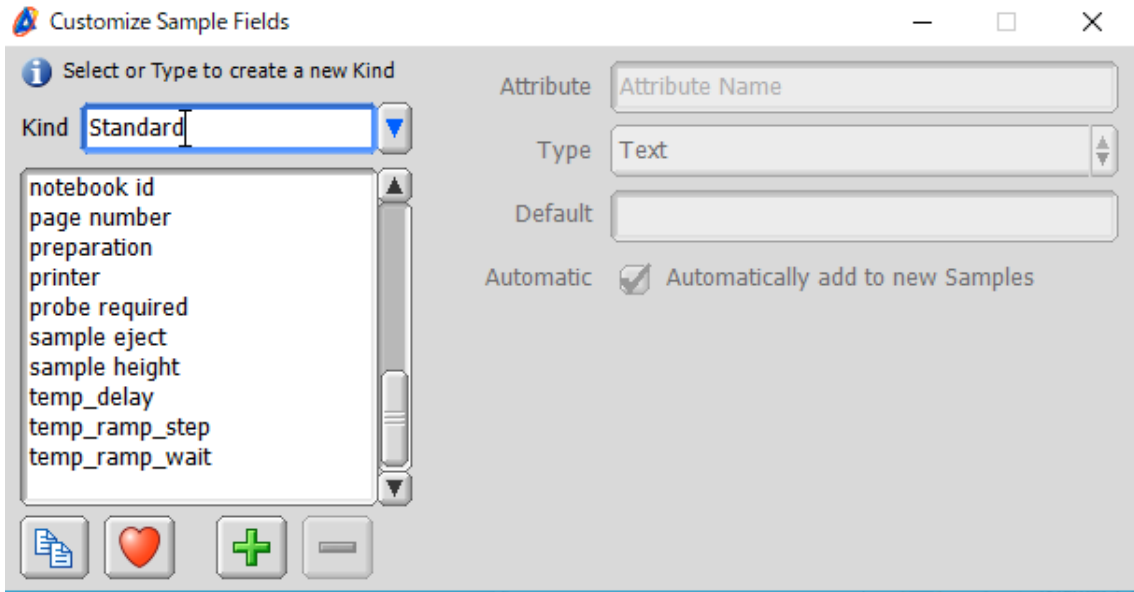 Customize Sample Fields
Select or Type to create a new Kind
Kind Standard
notebook id
page number
preparation
printer
probe required
sample eject
sample height
temp_delay
temp_ramp_step
temp_ramp_wait
Attribute Attribute Name
Type Text
Default
Automatic Automatically add to new Samples